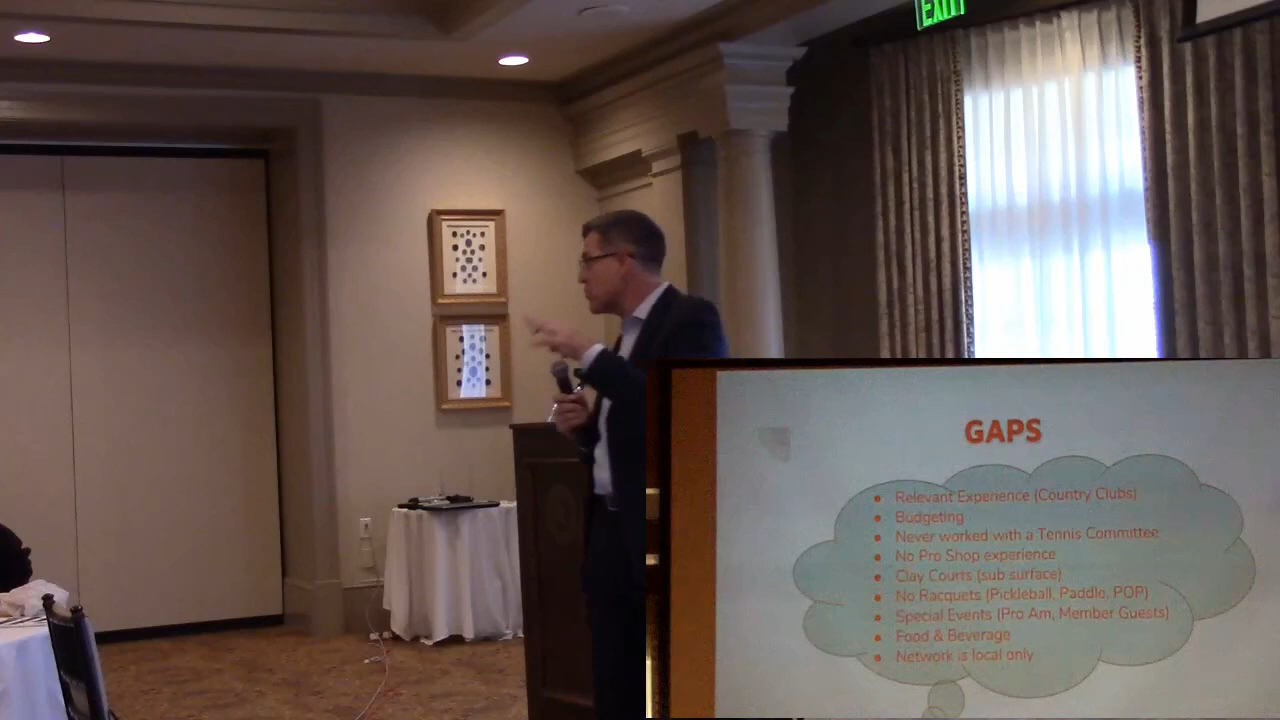 EXIT
GAPS
Relevant Experience (Country Clubs)
Budgeting
Never worked with a Tennis Committee
No Pro Shop experience
Clay Courts (sub surface)
No Racquets (Pickleball, Paddle, POP)
Special Events (Pro Am, Member Guests)
Food & Beverage
Network is local only